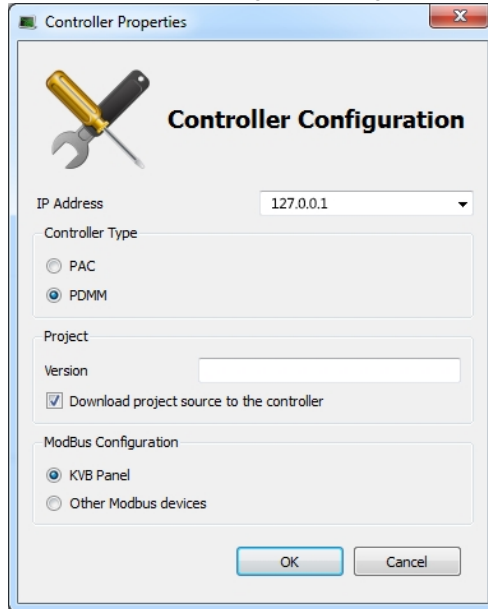 Controller Properties
Controller Configuration
IP Address 127.0.0.1
Controller Type
PAC
PDMM
Project
Version
Download project source to the controller
ModBus Configuration
KVB Panel
Other Modbus devices
OK Cancel